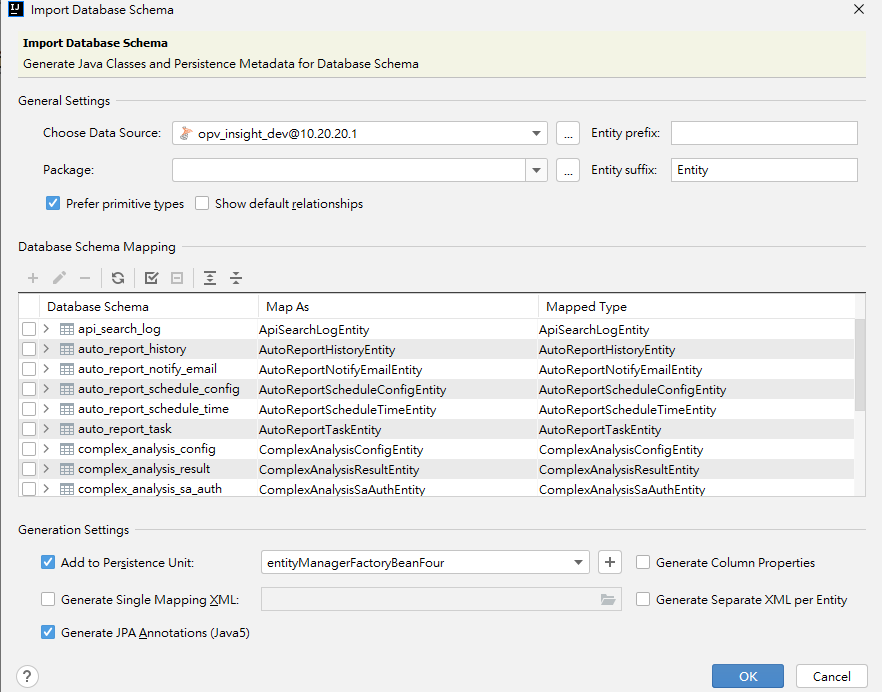 IJ Import Database Schema
Import Database Schema
Generate Java Classes and Persistence Metadata for Database Schema
General Settings
Choose Data Source: opv_insight_dev@10.20.20.1 ... Entity prefix:
Package: ... Entity suffix: Entity
Prefer primitive types Show default relationships
Database Schema Mapping
Database Schema Map As Mapped Type
api_search_log ApiSearchLogEntity ApiSearchLogEntity
auto_report_history AutoReportHistoryEntity AutoReportHistoryEntity
auto_report_notify_email AutoReportNotifyEmailEntity AutoReportNotifyEmailEntity
auto_report_schedule_config AutoReportScheduleConfigEntity AutoReportScheduleConfigEntity
auto_report_schedule_time AutoReportScheduleTimeEntity AutoReportScheduleTimeEntity
auto_report_task AutoReportTaskEntity AutoReportTaskEntity
complex_analysis_config ComplexAnalysisConfigEntity ComplexAnalysisConfigEntity
complex_analysis_result ComplexAnalysisResultEntity ComplexAnalysisResultEntity
complex_analysis_sa_auth ComplexAnalysisSaAuthEntity ComplexAnalysisSaAuthEntity
Generation Settings
Add to Persistence Unit: entityManagerFactoryBeanFour Generate Column Properties
Generate Single Mapping XML: Generate Separate XML per Entity
Generate JPA Annotations (Java5)
? OK Cancel